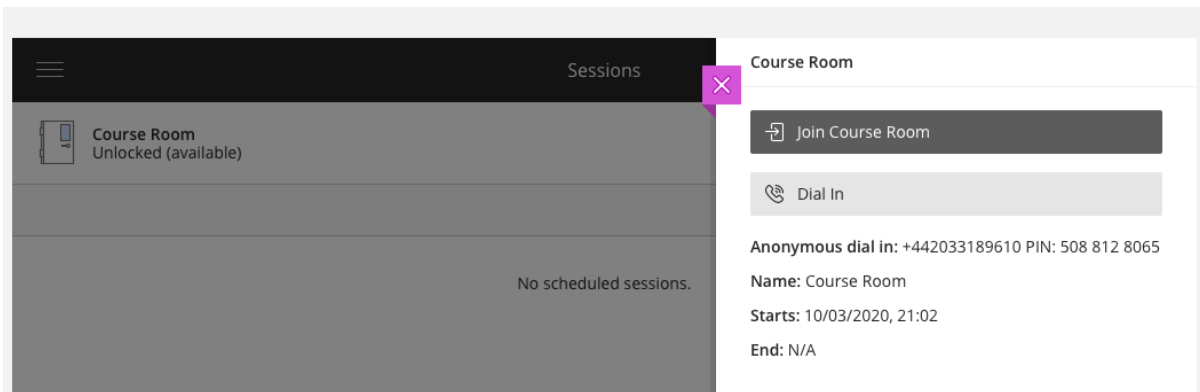 Sessions
Course Room
Unlocked (available)
No scheduled sessions.
Course Room
Join Course Room
Dial In
Anonymous dial in: +442033189610 PIN: 508 812 8065
Name: Course Room
Starts: 10/03/2020, 21:02
End: N/A